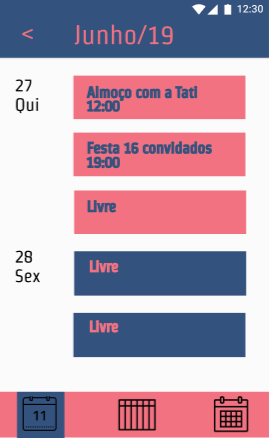 12:30
< Junho/19
27
Qui
Almoço com a Tati
12:00
Festa 16 convidados
19:00
Livre
28
Sex
Livre
Livre
11